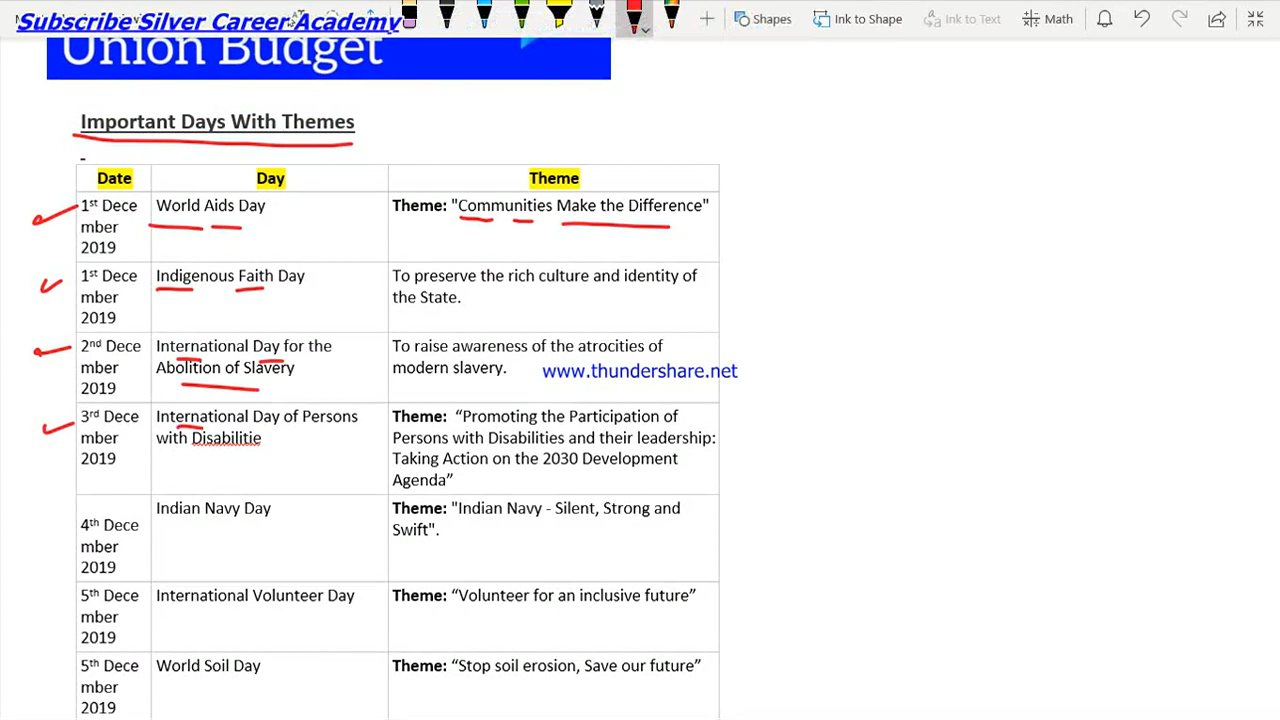 Subscribe Silver Career Academy
Shapes
Ink to Shape
Ink to Text
Math
Union Budget
Important Days With Themes
Date Day Theme
1st Dece World Aids Day Theme: "Communities Make the Difference"
mber
2019
1st Dece Indigenous Faith Day To preserve the rich culture and identity of
mber the State.
2019
2nd Dece International Day for the To raise awareness of the atrocities of
mber Abolition of Slavery modern slavery.
2019
www.thundershare.net
3rd Dece International Day of Persons Theme: “Promoting the Participation of
mber with Disabilitie Persons with Disabilities and their leadership:
2019 Taking Action on the 2030 Development
Agenda”
Indian Navy Day Theme: "Indian Navy - Silent, Strong and
4th Dece Swift".
mber
2019
5th Dece International Volunteer Day Theme: “Volunteer for an inclusive future”
mber
2019
5th Dece World Soil Day Theme: “Stop soil erosion, Save our future”
mber
2019